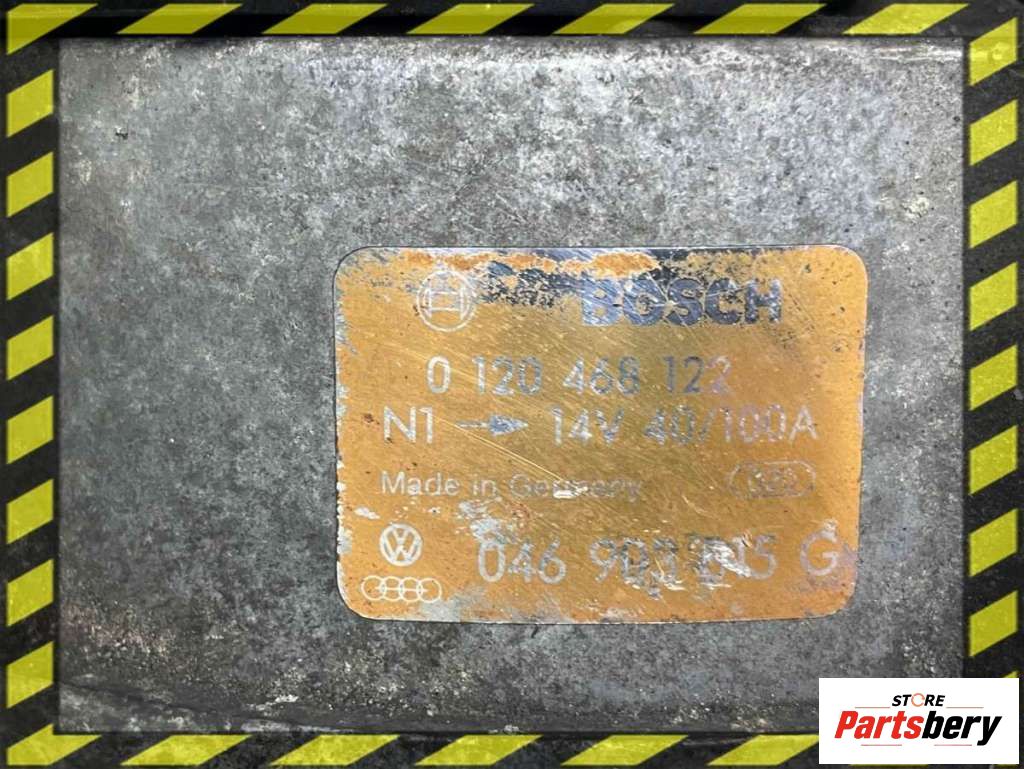 BOSCH
0 120 468 122
N1 → 14V 40/100A
Made in Germany
046 903 015 G
STORE
Partsbery